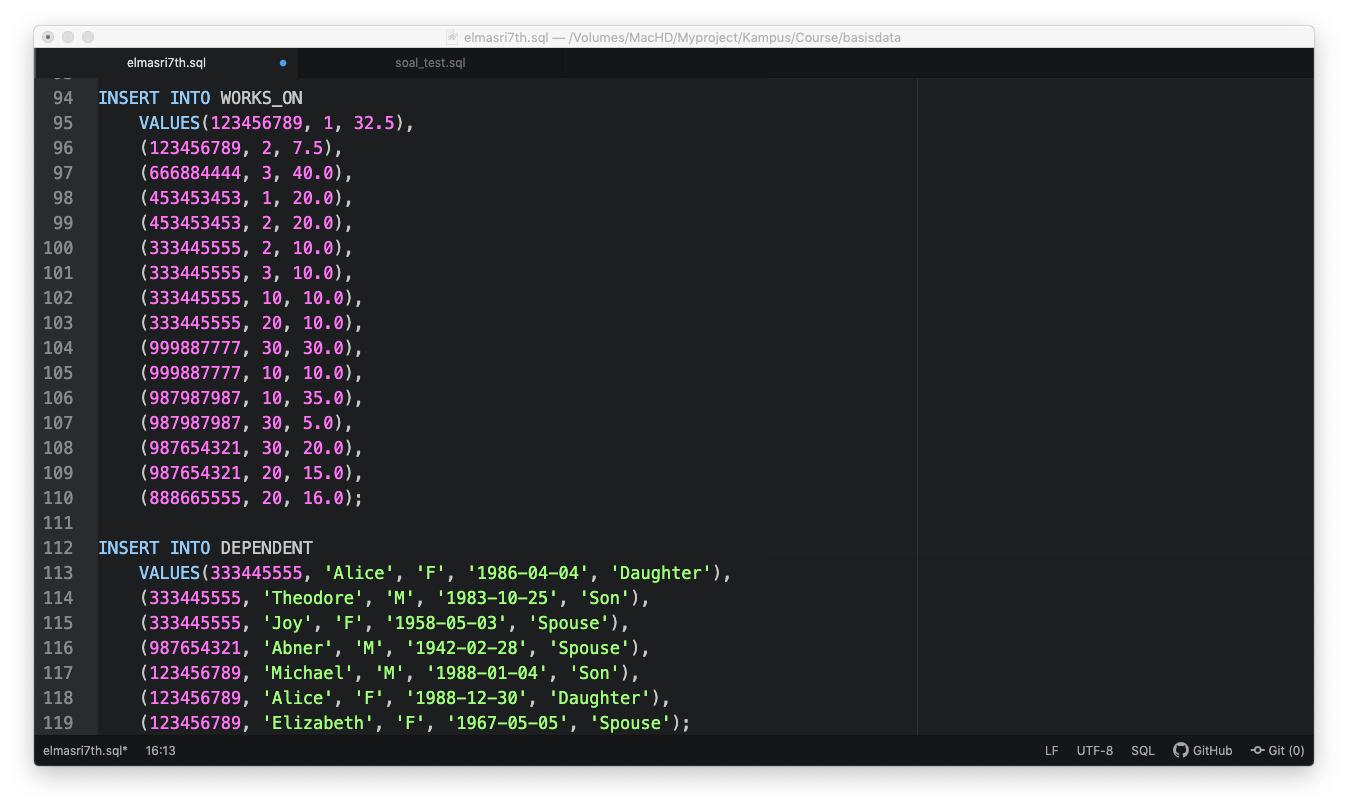 elmasri7th.sql — /Volumes/MacHD/Myproject/Kampus/Course/basisdata
elmasri7th.sql soal_test.sql
94 INSERT INTO WORKS_ON
95 VALUES(123456789, 1, 32.5),
96 (123456789, 2, 7.5),
97 (666884444, 3, 40.0),
98 (453453453, 1, 20.0),
99 (453453453, 2, 20.0),
100 (333445555, 2, 10.0),
101 (333445555, 3, 10.0),
102 (333445555, 10, 10.0),
103 (333445555, 20, 10.0),
104 (999887777, 30, 30.0),
105 (999887777, 10, 10.0),
106 (987987987, 10, 35.0),
107 (987987987, 30, 5.0),
108 (987654321, 30, 20.0),
109 (987654321, 20, 15.0),
110 (888665555, 20, 16.0);
111
112 INSERT INTO DEPENDENT
113 VALUES(333445555, 'Alice', 'F', '1986-04-04', 'Daughter'),
114 (333445555, 'Theodore', 'M', '1983-10-25', 'Son'),
115 (333445555, 'Joy', 'F', '1958-05-03', 'Spouse'),
116 (987654321, 'Abner', 'M', '1942-02-28', 'Spouse'),
117 (123456789, 'Michael', 'M', '1988-01-04', 'Son'),
118 (123456789, 'Alice', 'F', '1988-12-30', 'Daughter'),
119 (123456789, 'Elizabeth', 'F', '1967-05-05', 'Spouse');
elmasri7th.sql* 16:13 LF UTF-8 SQL GitHub Git (0)